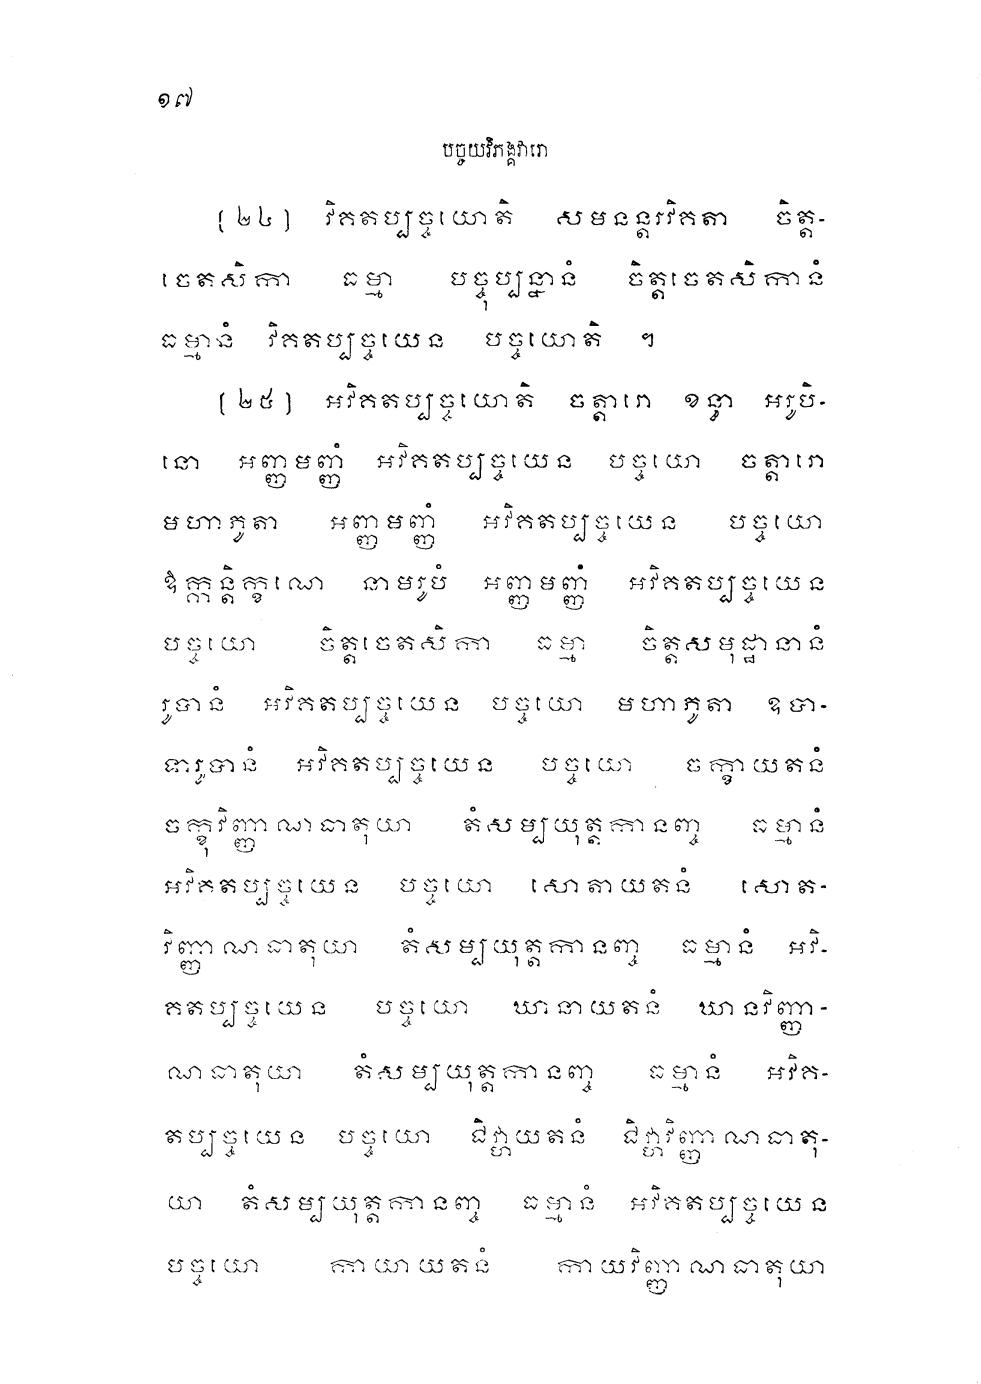 ១៧
បច្ចយវិភង្គវារោ
[២៤] វិគតប្បច្ចយោតិ សមនន្តរវិគតា ចិត្ត-
ចេតសិកា ធម្មា បច្ចុប្បន្នានំ ចិត្តចេតសិកានំ
ធម្មានំ វិគតប្បច្ចយេន បច្ចយោតិ ។
[២៥] អវិគតប្បច្ចយោតិ ចត្តារោ ខន្ធា អរូបិ-
នោ អញ្ញមញ្ញំ អវិគតប្បច្ចយេន បច្ចយោ ចត្តារោ
មហាភូតា អញ្ញមញ្ញំ អវិគតប្បច្ចយេន បច្ចយោ
ឱក្កន្តិក្ខណេ នាមរូបំ អញ្ញមញ្ញំ អវិគតប្បច្ចយេន
បច្ចយោ ចិត្តចេតសិកា ធម្មា ចិត្តសមុដ្ឋានានំ
រូបានំ អវិគតប្បច្ចយេន បច្ចយោ មហាភូតា ឧបា-
ទារូបានំ អវិគតប្បច្ចយេន បច្ចយោ ចក្ខាយតនំ
ចក្ខុវិញ្ញាណធាតុយា តំសម្បយុត្តកានញ្ច ធម្មានំ
អវិគតប្បច្ចយេន បច្ចយោ សោតាយតនំ សោត-
វិញ្ញាណធាតុយា តំសម្បយុត្តកានញ្ច ធម្មានំ អវិ-
គតប្បច្ចយេន បច្ចយោ ឃានាយតនំ ឃានវិញ្ញា-
ណធាតុយា តំសម្បយុត្តកានញ្ច ធម្មានំ អវិគ-
តប្បច្ចយេន បច្ចយោ ជិវ្ហាយតនំ ជិវ្ហាវិញ្ញាណធាតុ-
យា តំសម្បយុត្តកានញ្ច ធម្មានំ អវិគតប្បច្ចយេន
បច្ចយោ កាយាយតនំ កាយវិញ្ញាណធាតុយា